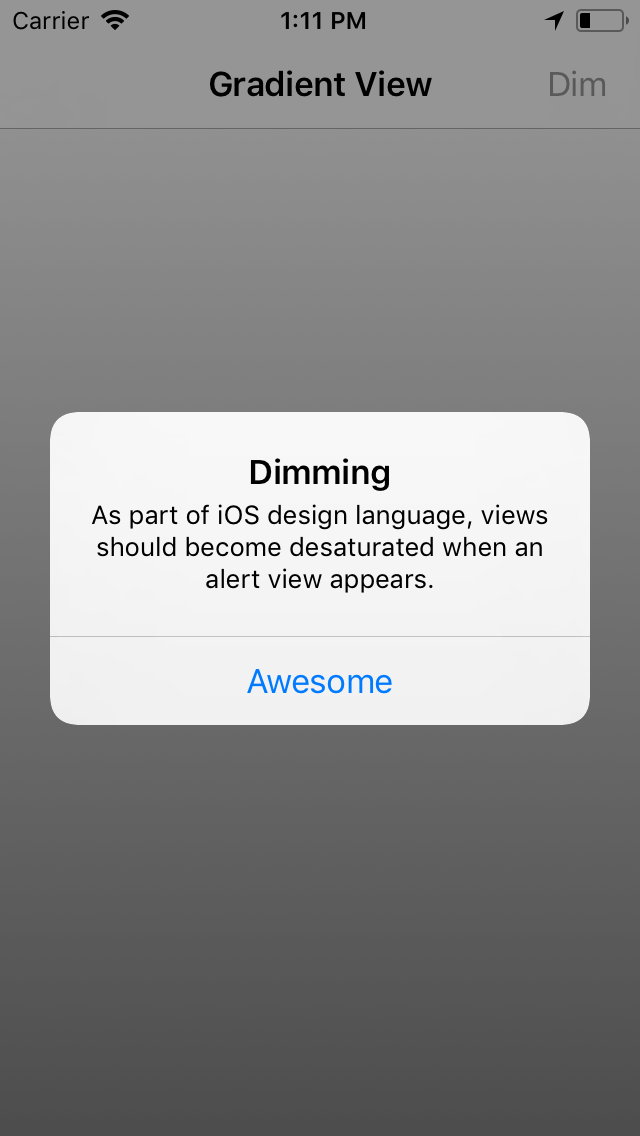 Carrier 1:11 PM
Gradient View Dim
Dimming
As part of iOS design language, views
should become desaturated when an
alert view appears.
Awesome